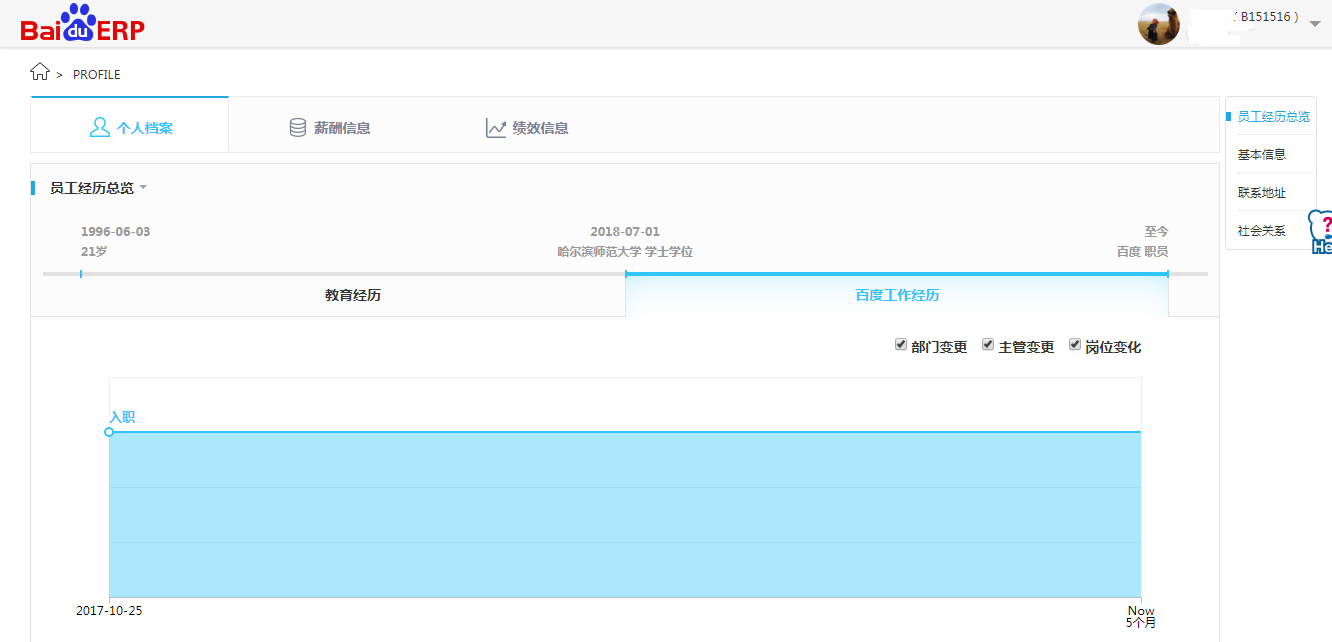 Bai du ERP
( B151516 )
> PROFILE
个人档案 薪酬信息 绩效信息
员工经历总览
员工经历总览
基本信息
联系地址
社会关系
? He
1996-06-03 2018-07-01 至今
21岁 哈尔滨师范大学 学士学位 百度 职员
教育经历 百度工作经历
部门变更 主管变更 岗位变化
入职
2017-10-25 Now
5个月